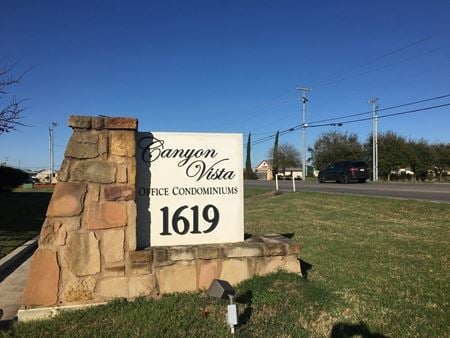 Canyon
Vista
Office Condominiums
1619